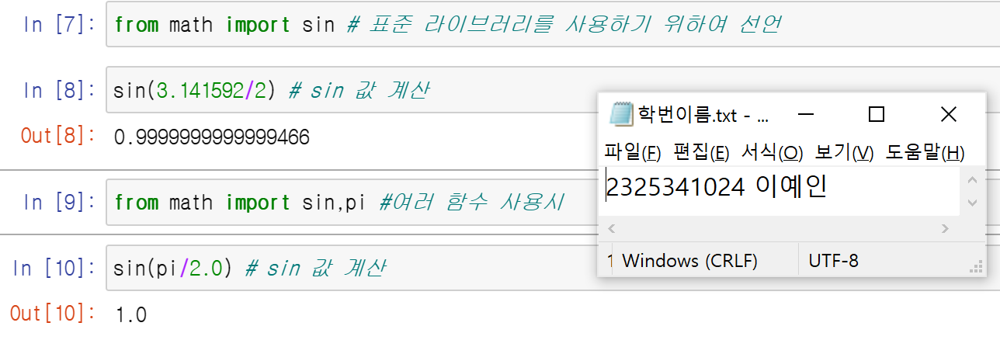 In [7]: from math import sin # 표준 라이브러리를 사용하기 위하여 선언
In [8]: sin(3.141592/2) # sin 값 계산
Out[8]: 0.9999999999999466
In [9]: from math import sin,pi #여러 함수 사용시
In [10]: sin(pi/2.0) # sin 값 계산
Out[10]: 1.0
학번이름.txt - ...
파일(F) 편집(E) 서식(O) 보기(V) 도움말(H)
2325341024 이예인
1 Windows (CRLF) UTF-8